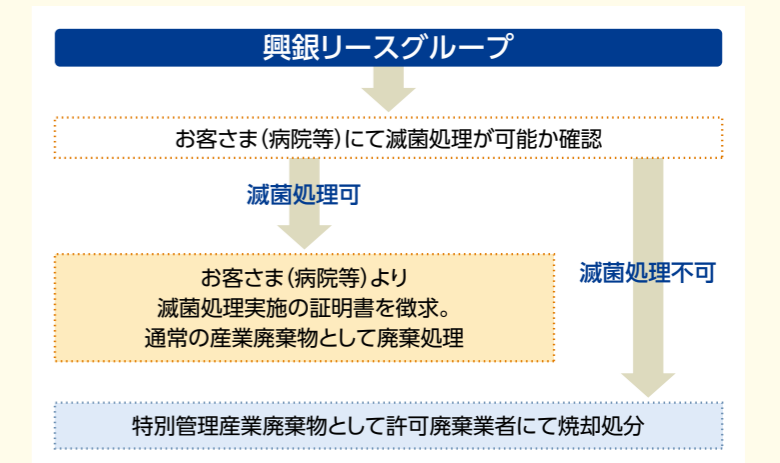 興銀リースグループ
お客さま(病院等)にて滅菌処理が可能か確認
滅菌処理可
お客さま(病院等)より
滅菌処理実施の証明書を徴求。
通常の産業廃棄物として廃棄処理
滅菌処理不可
特別管理産業廃棄物として許可廃棄業者にて焼却処分